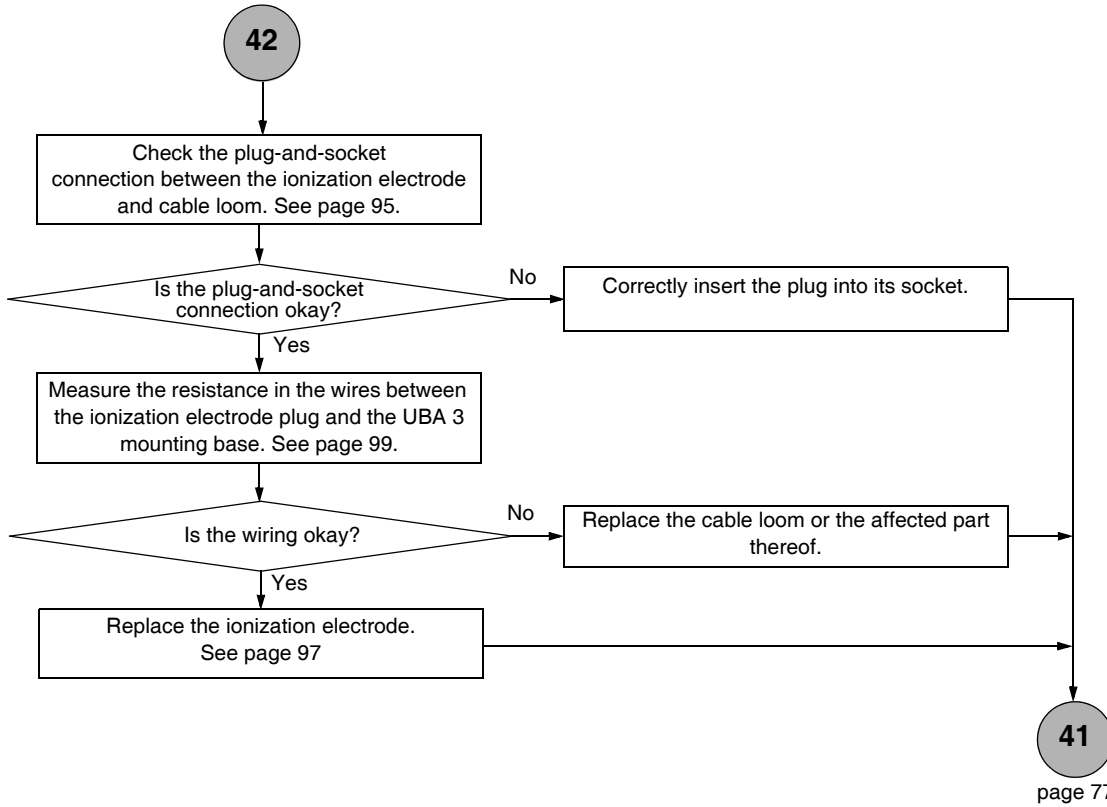 42
Check the plug-and-socket
connection between the ionization electrode
and cable loom. See page 95.
Is the plug-and-socket
connection okay?
No
Correctly insert the plug into its socket.
Yes
Measure the resistance in the wires between
the ionization electrode plug and the UBA 3
mounting base. See page 99.
Is the wiring okay?
No
Replace the cable loom or the affected part
thereof.
Yes
Replace the ionization electrode.
See page 97
41
page 77